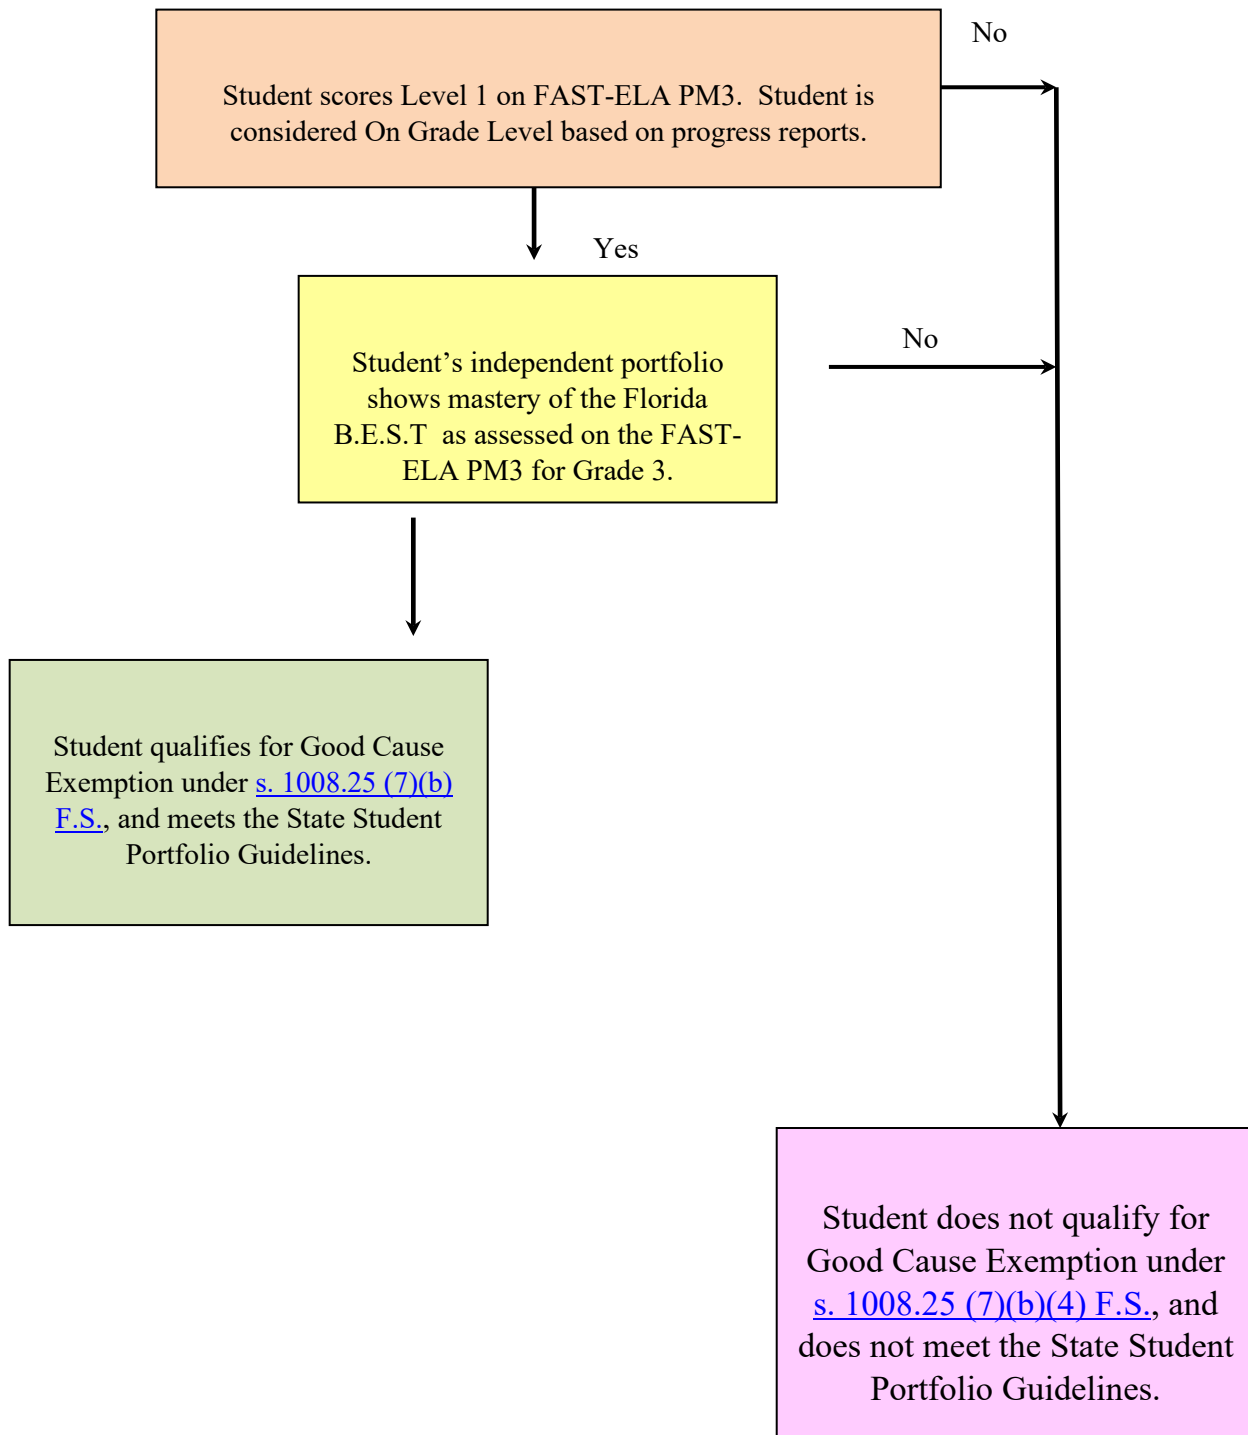 No
Student scores Level 1 on FAST-ELA PM3.  Student is
considered On Grade Level based on progress reports.
Yes
No
Student’s independent portfolio
shows mastery of the Florida
B.E.S.T  as assessed on the FAST-
ELA PM3 for Grade 3.
Student qualifies for Good Cause
Exemption under s. 1008.25 (7)(b)
F.S., and meets the State Student
Portfolio Guidelines.
Student does not qualify for
Good Cause Exemption under
s. 1008.25 (7)(b)(4) F.S., and
does not meet the State Student
Portfolio Guidelines.